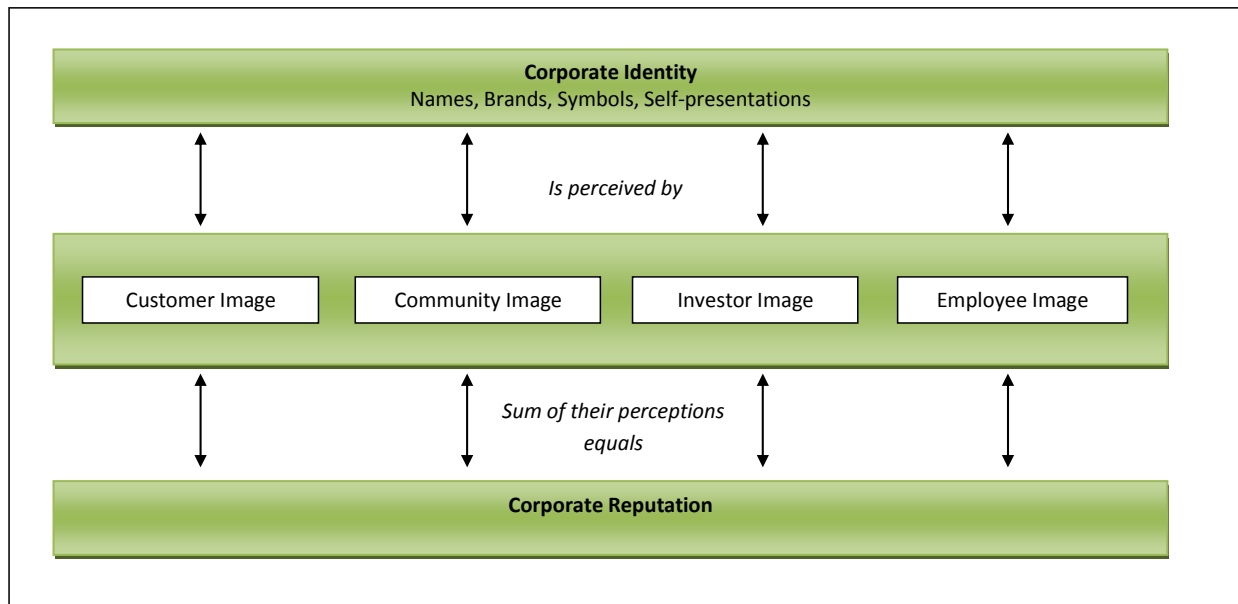 Corporate Identity
Names, Brands, Symbols, Self-presentations
Is perceived by
Customer Image
Community Image
Investor Image
Employee Image
Sum of their perceptions
equals
Corporate Reputation